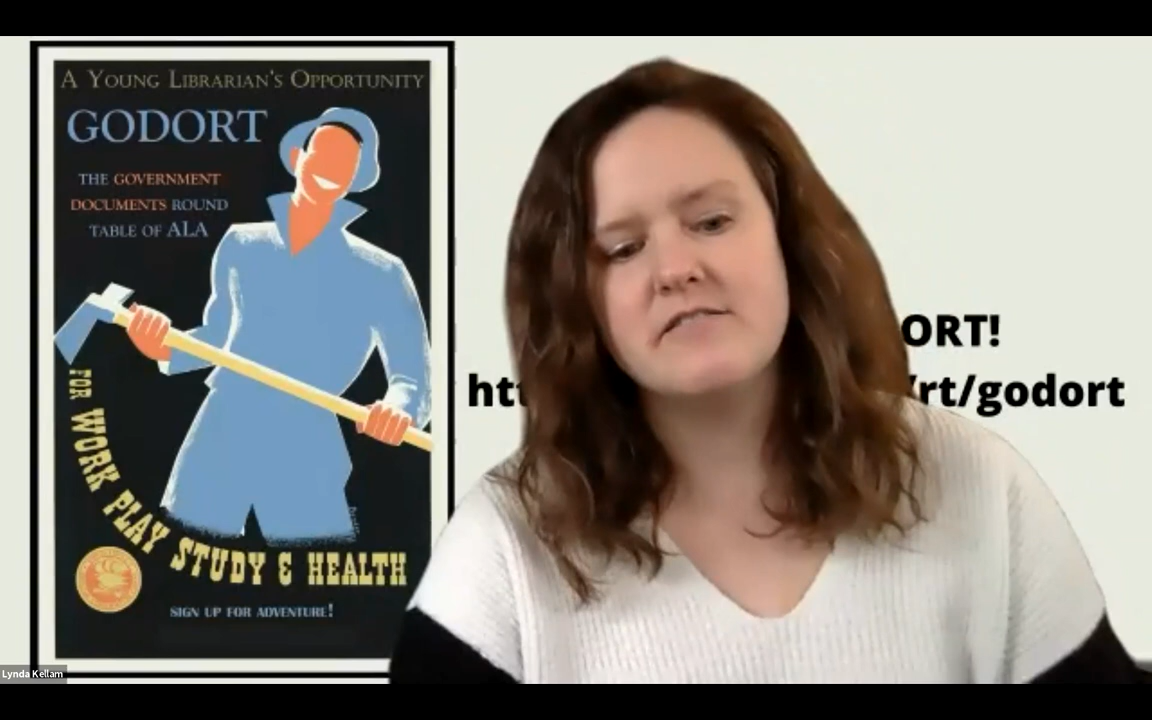 A YOUNG LIBRARIAN'S OPPORTUNITY
GODORT
THE GOVERNMENT
DOCUMENTS ROUND
TABLE OF ALA
FOR WORK PLAY STUDY & HEALTH
SIGN UP FOR ADVENTURE!
ORT!
htt /rt/godort
Lynda Kellam